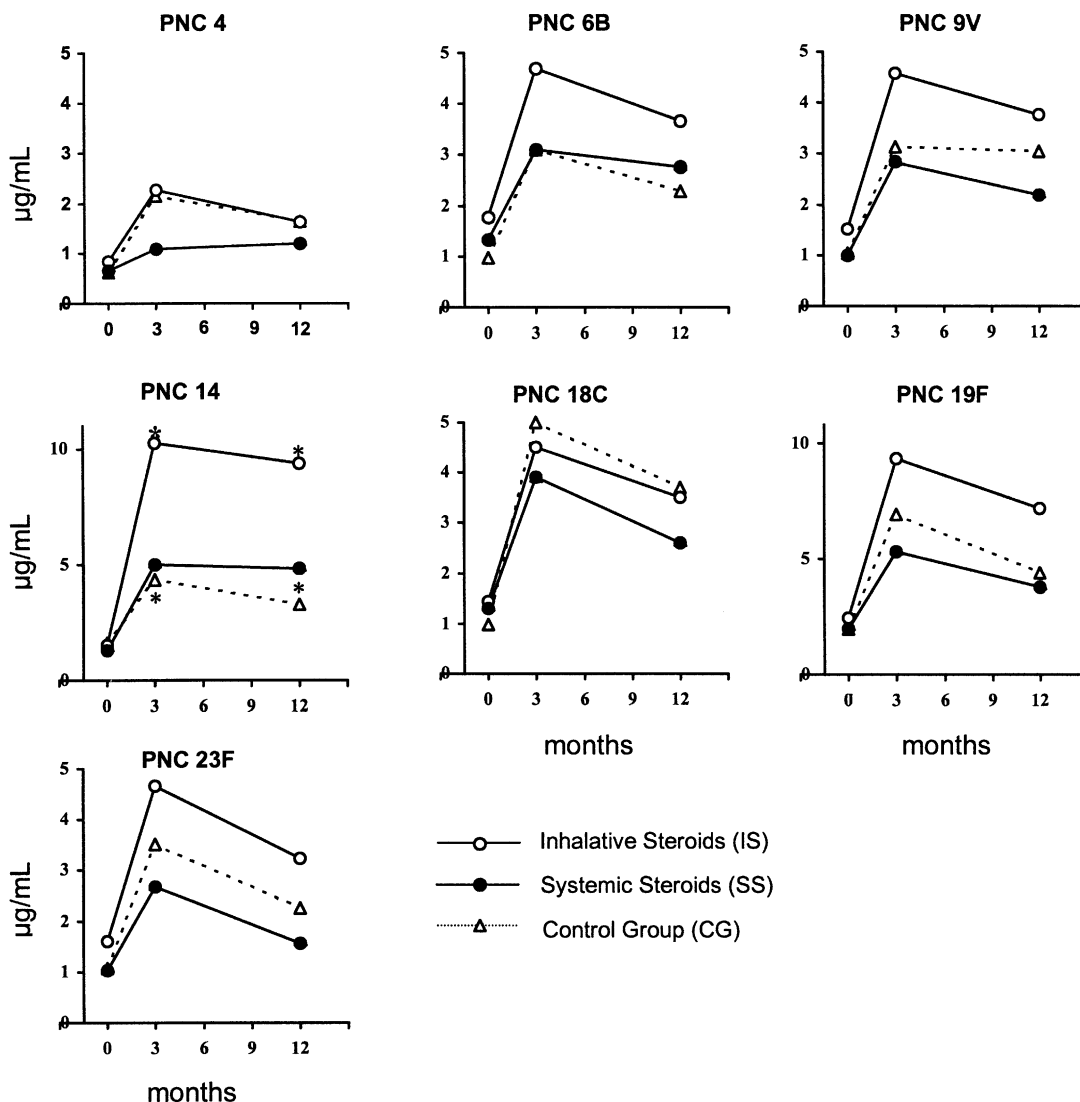 PNC 4
PNC 6B
PNC 9V
5
4
3
2
1
0
µg/mL
0 3 6 9 12
5
4
3
2
1
0
0 3 6 9 12
5
4
3
2
1
0
0 3 6 9 12
PNC 14
PNC 18C
PNC 19F
10
5
0
µg/mL
* *
* *
0 3 6 9 12
5
4
3
2
1
0
0 3 6 9 12
months
10
5
0
0 3 6 9 12
months
PNC 23F
5
4
3
2
1
0
µg/mL
0 3 6 9 12
months
Inhalative Steroids (IS)
Systemic Steroids (SS)
Control Group (CG)